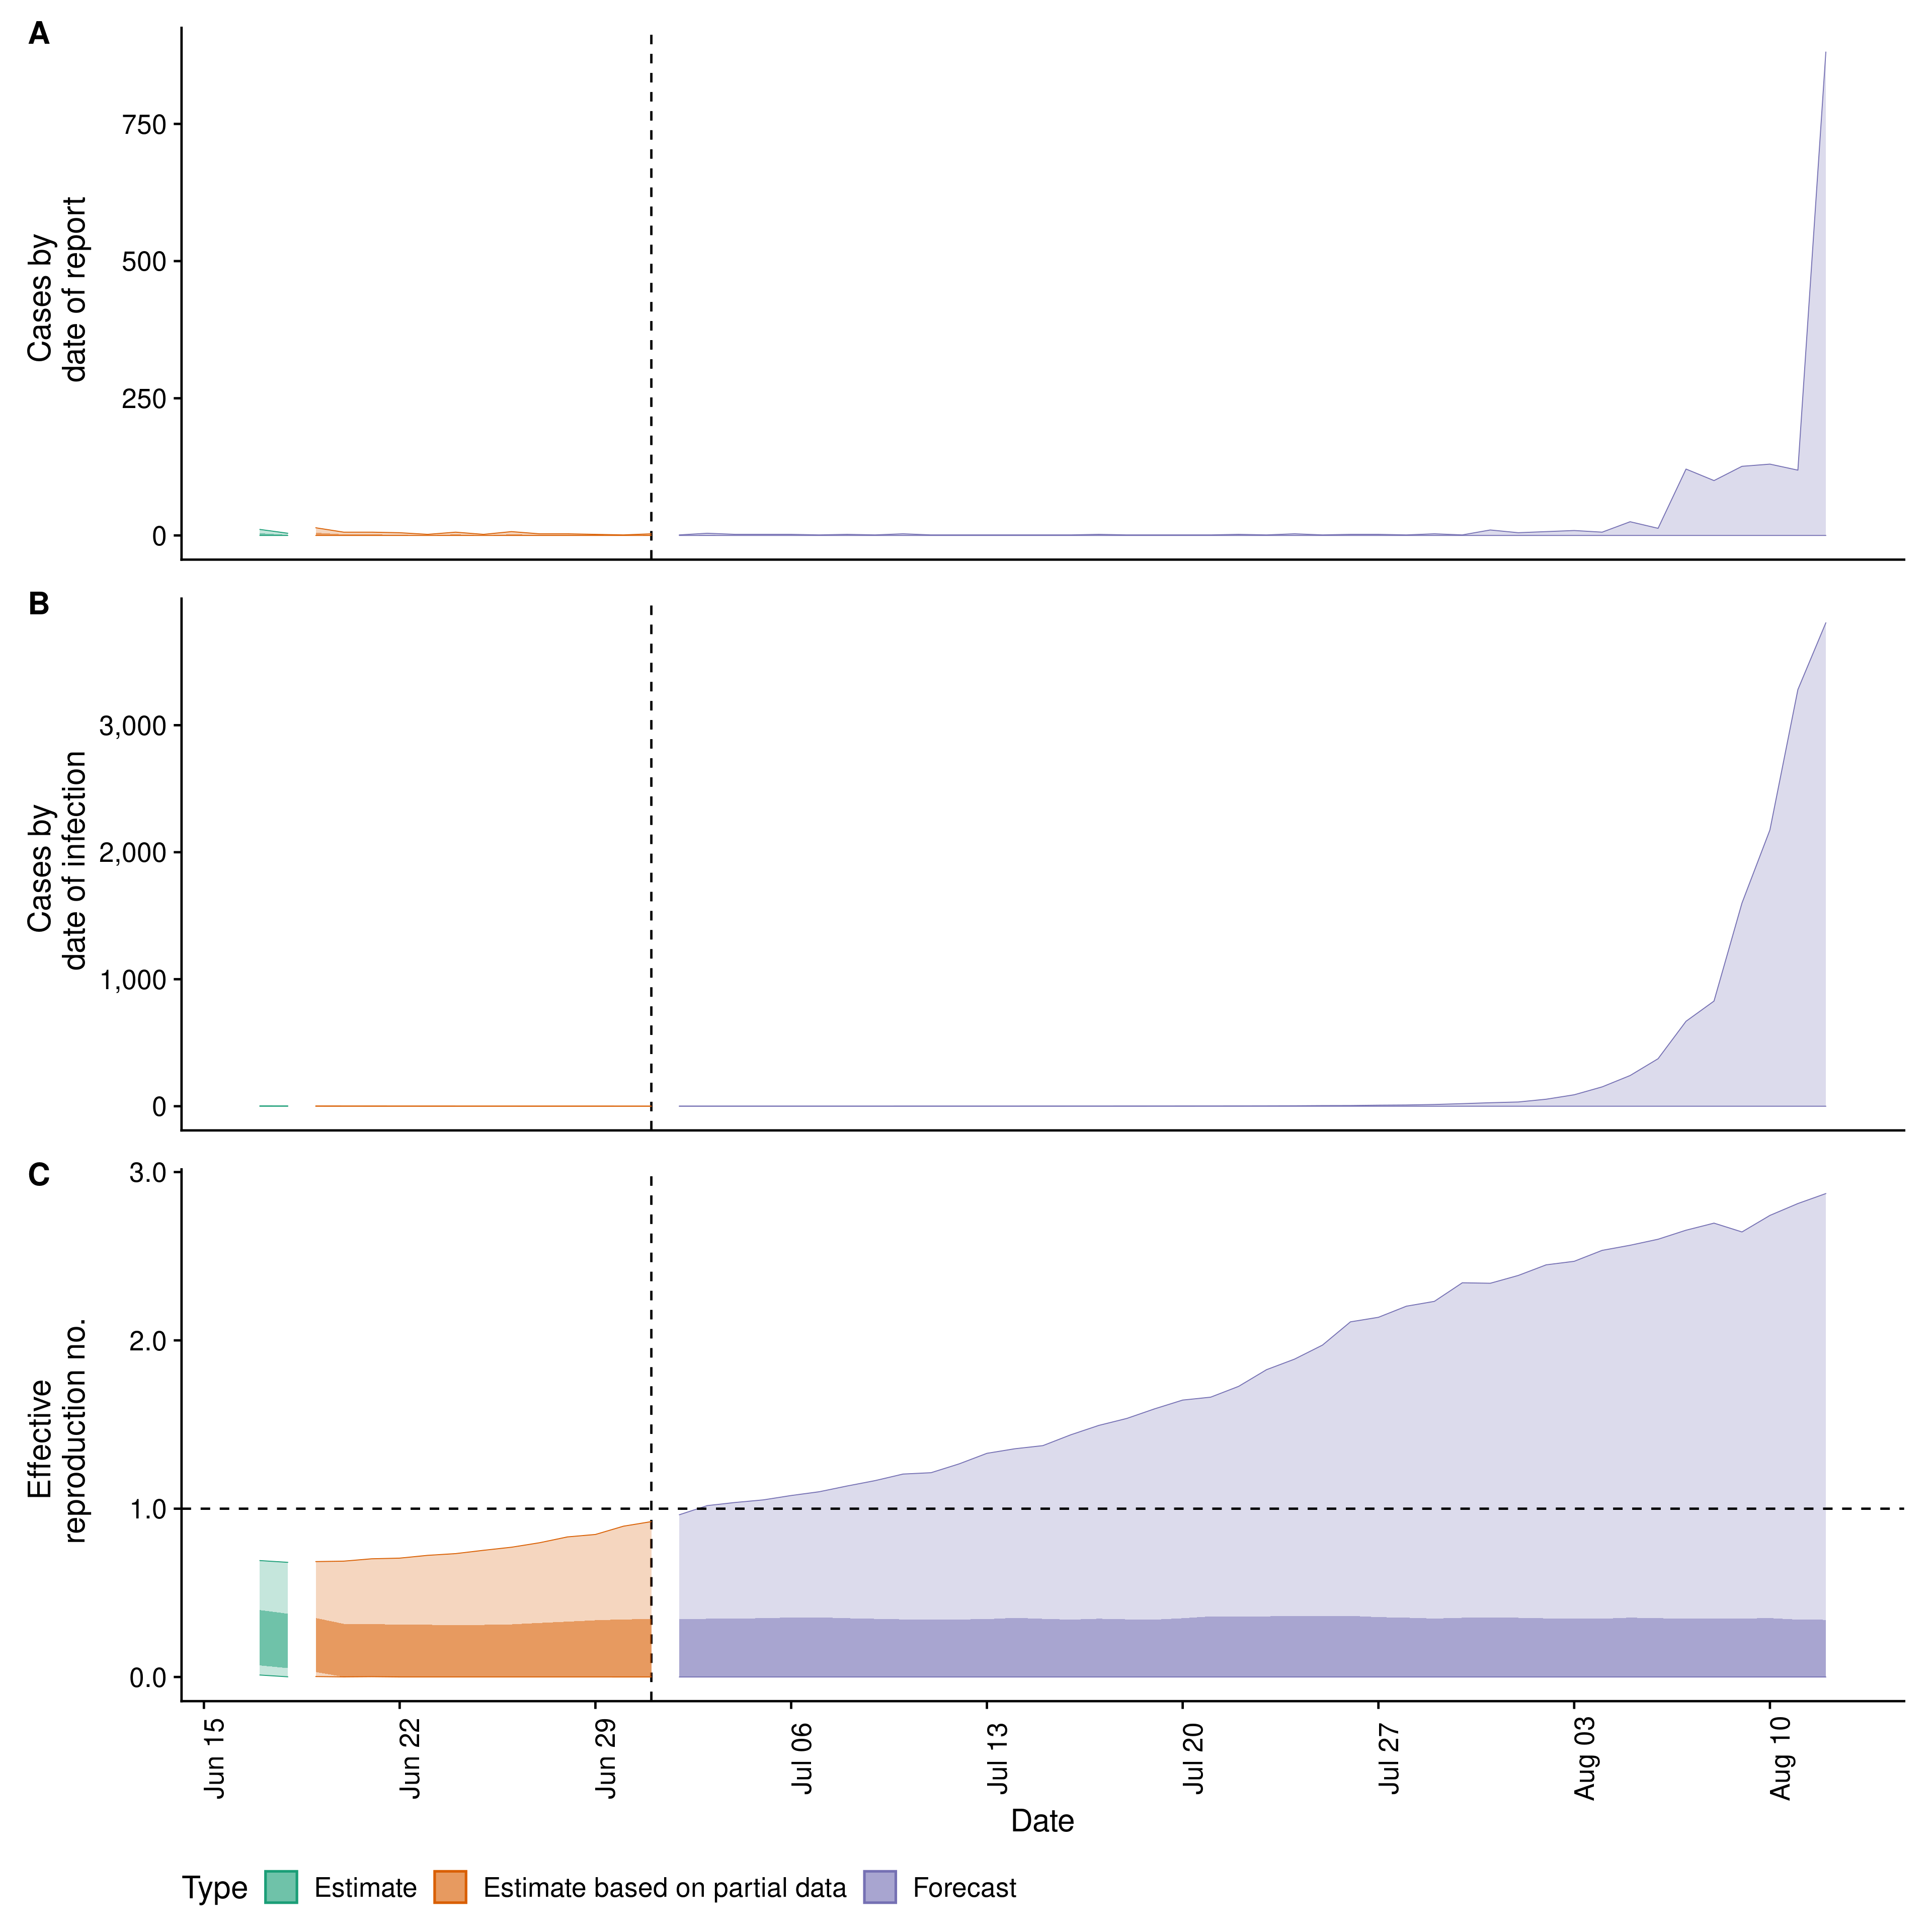 A
Cases by
date of report
750
500
250
0
B
Cases by
date of infection
3,000
2,000
1,000
0
C
Effective
reproduction no.
3.0
2.0
1.0
0.0
Jun 15
Jun 22
Jun 29
Jul 06
Jul 13
Jul 20
Jul 27
Aug 03
Aug 10
Date
Type Estimate Estimate based on partial data Forecast